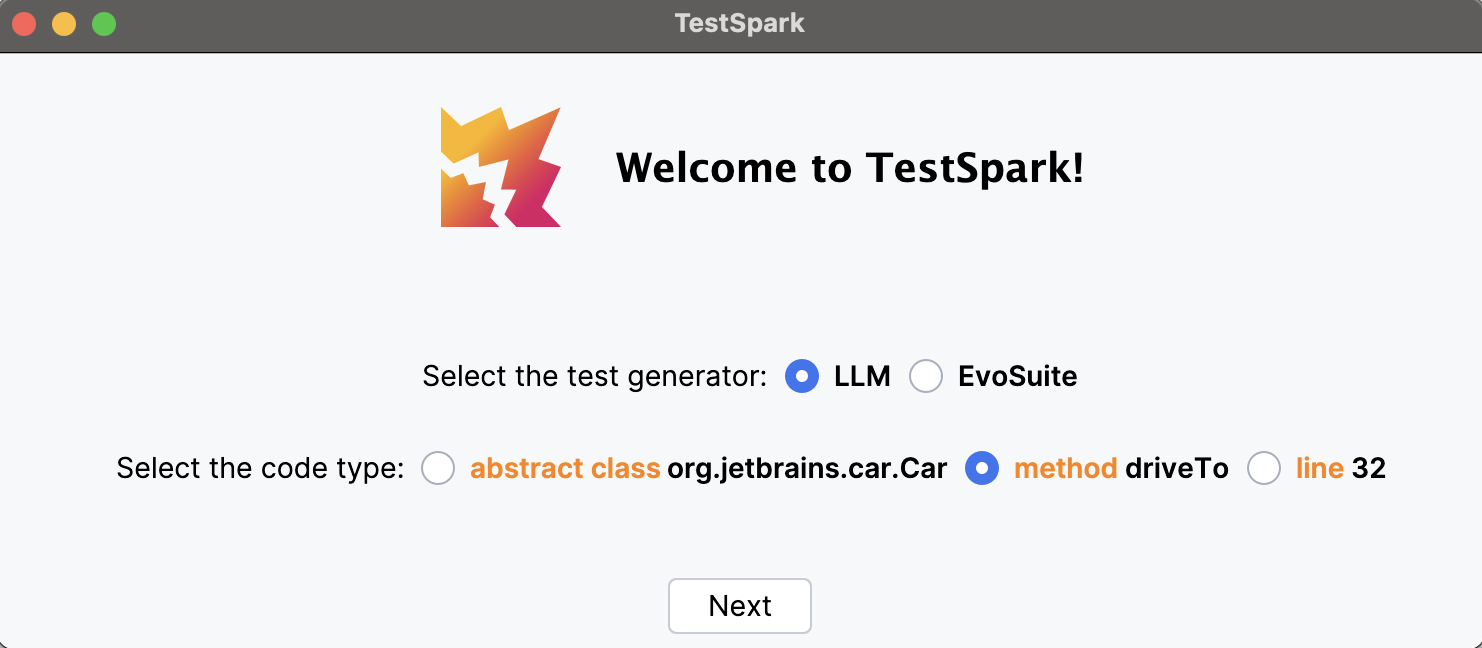 TestSpark
Welcome to TestSpark!
Select the test generator: LLM EvoSuite
Select the code type: abstract class org.jetbrains.car.Car method driveTo line 32
Next